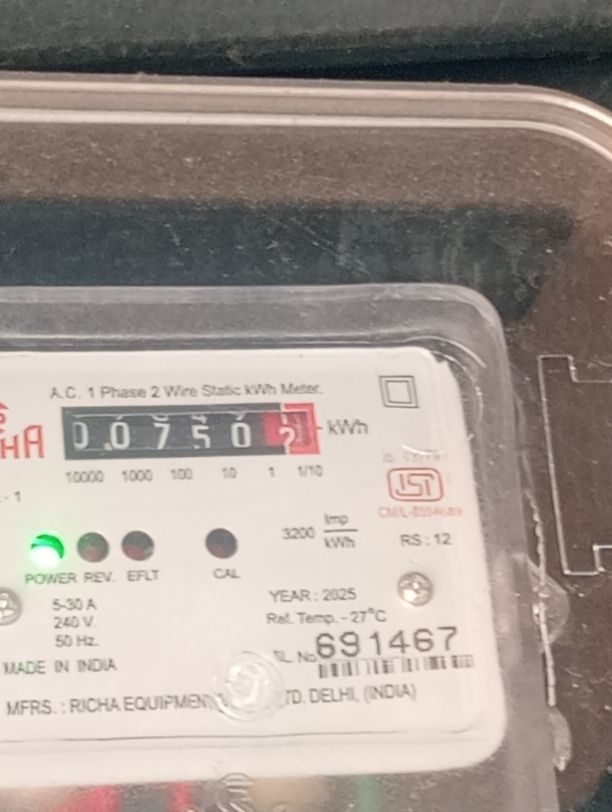 A.C. 1 Phase 2 Wire Static kWh Meter.
HA
0 0 7 5 0 2 kWh
10000 1000 100 10 1 1/10
- 1
3200 Imp/kWh
RS : 12
POWER REV. EFLT CAL
5-30 A
240 V.
50 Hz.
YEAR : 2025
Ref. Temp. - 27°C
SL. No. 691467
MADE IN INDIA
MFRS. : RICHA EQUIPMEN TD. DELHI, (INDIA)